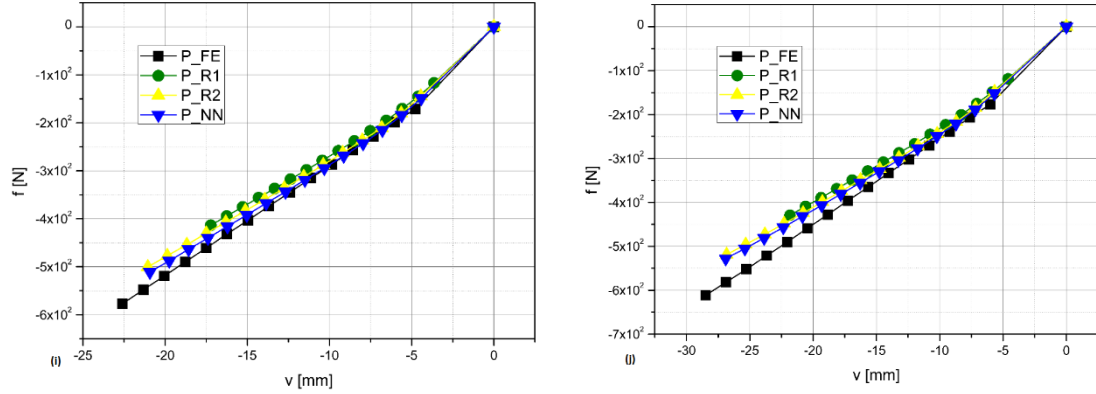 0
-1x10²
-2x10²
-3x10²
-4x10²
-5x10²
-6x10²
f [N]
P_FE
P_R1
P_R2
P_NN
(i)
-25
-20
-15
-10
-5
0
v [mm]
0
-1x10²
-2x10²
-3x10²
-4x10²
-5x10²
-6x10²
-7x10²
f [N]
P_FE
P_R1
P_R2
P_NN
(j)
-30
-25
-20
-15
-10
-5
0
v [mm]